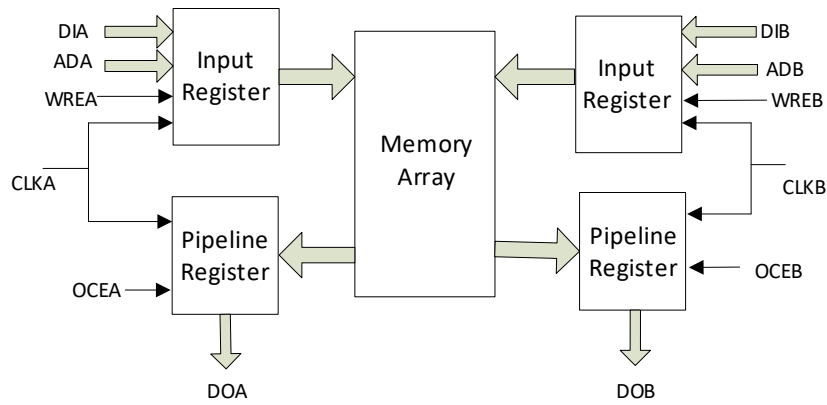 DIA
ADA
WREA
CLKA
OCEA
Input
Register
Pipeline
Register
DOA
Memory
Array
Input
Register
Pipeline
Register
DOB
DIB
ADB
WREB
CLKB
OCEB